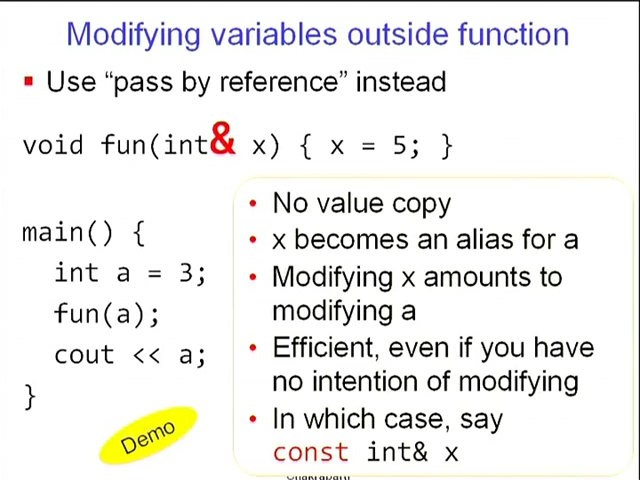 Modifying variables outside function
Use “pass by reference” instead
void fun(int& x) { x = 5; }
main() {
int a = 3;
fun(a);
cout << a;
}
No value copy
x becomes an alias for a
Modifying x amounts to
modifying a
Efficient, even if you have
no intention of modifying
In which case, say
const int& x
Demo